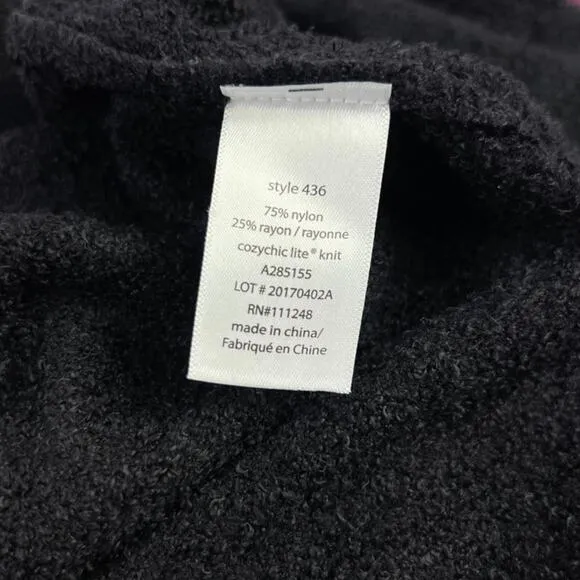 style 436
75% nylon
25% rayon / rayonne
cozychic lite® knit
A285155
LOT # 20170402A
RN#111248
made in china/
Fabriqué en Chine